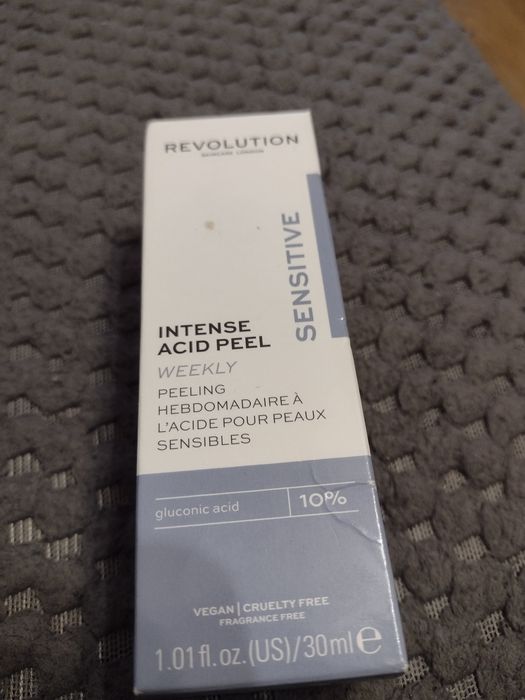 REVOLUTION
SKINCARE LONDON
SENSITIVE
INTENSE
ACID PEEL
WEEKLY
PEELING
HEBDOMADAIRE À
L'ACIDE POUR PEAUX
SENSIBLES
gluconic acid 10%
VEGAN | CRUELTY FREE
FRAGRANCE FREE
1.01 fl. oz. (US)/30ml ℮